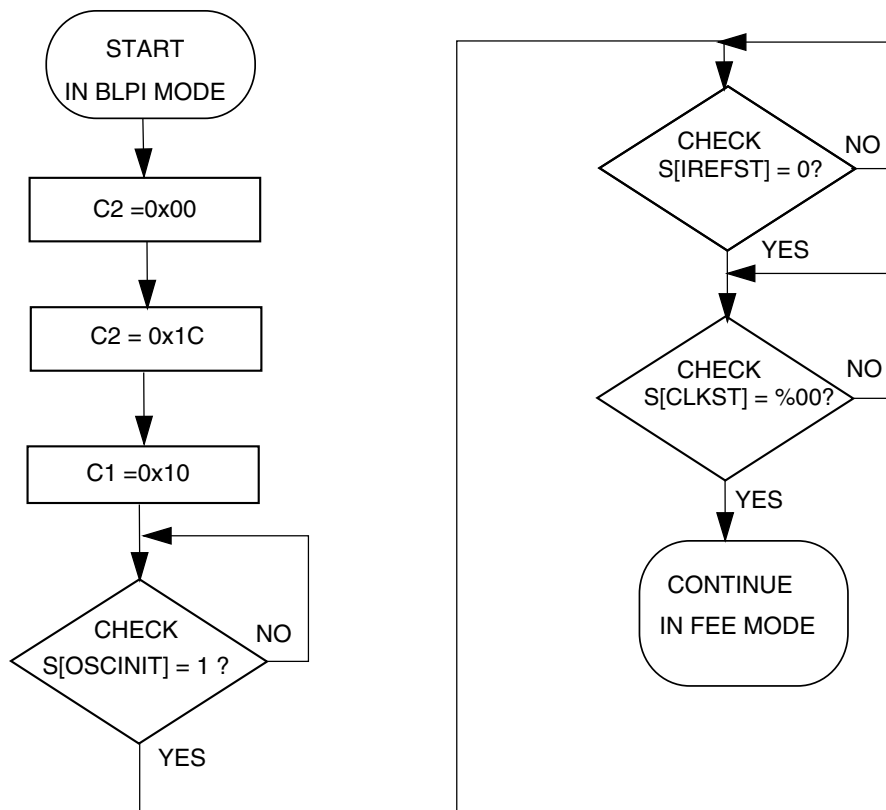 START
IN BLPI MODE
C2 =0x00
C2 = 0x1C
C1 =0x10
CHECK
S[OSCINIT] = 1 ?
NO
YES
CHECK
S[IREFST] = 0?
NO
YES
CHECK
S[CLKST] = %00?
NO
YES
CONTINUE
IN FEE MODE